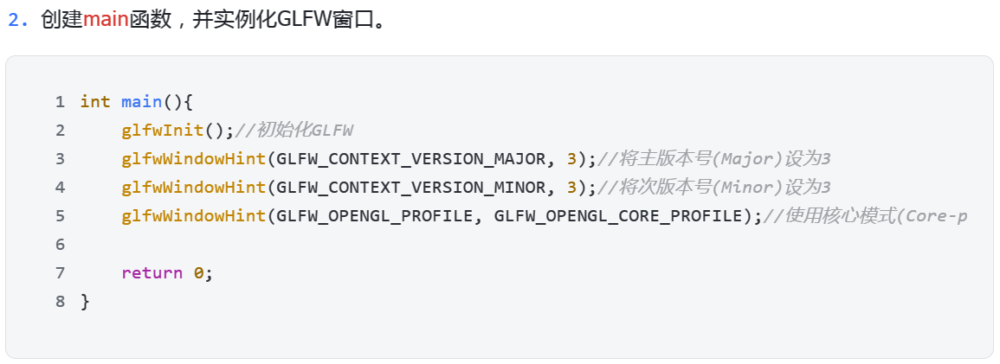 2. 创建main函数，并实例化GLFW窗口。
1 int main(){
2     glfwInit();//初始化GLFW
3     glfwWindowHint(GLFW_CONTEXT_VERSION_MAJOR, 3);//将主版本号(Major)设为3
4     glfwWindowHint(GLFW_CONTEXT_VERSION_MINOR, 3);//将次版本号(Minor)设为3
5     glfwWindowHint(GLFW_OPENGL_PROFILE, GLFW_OPENGL_CORE_PROFILE);//使用核心模式(Core-p
6
7     return 0;
8 }